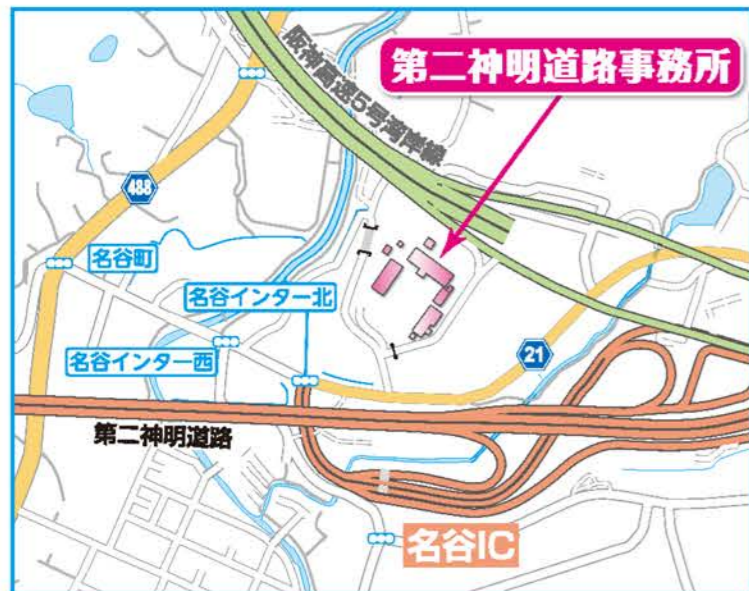 第二神明道路事務所
阪神高速5号湾岸線
488
名谷町
名谷インター北
名谷インター西
21
第二神明道路
名谷IC